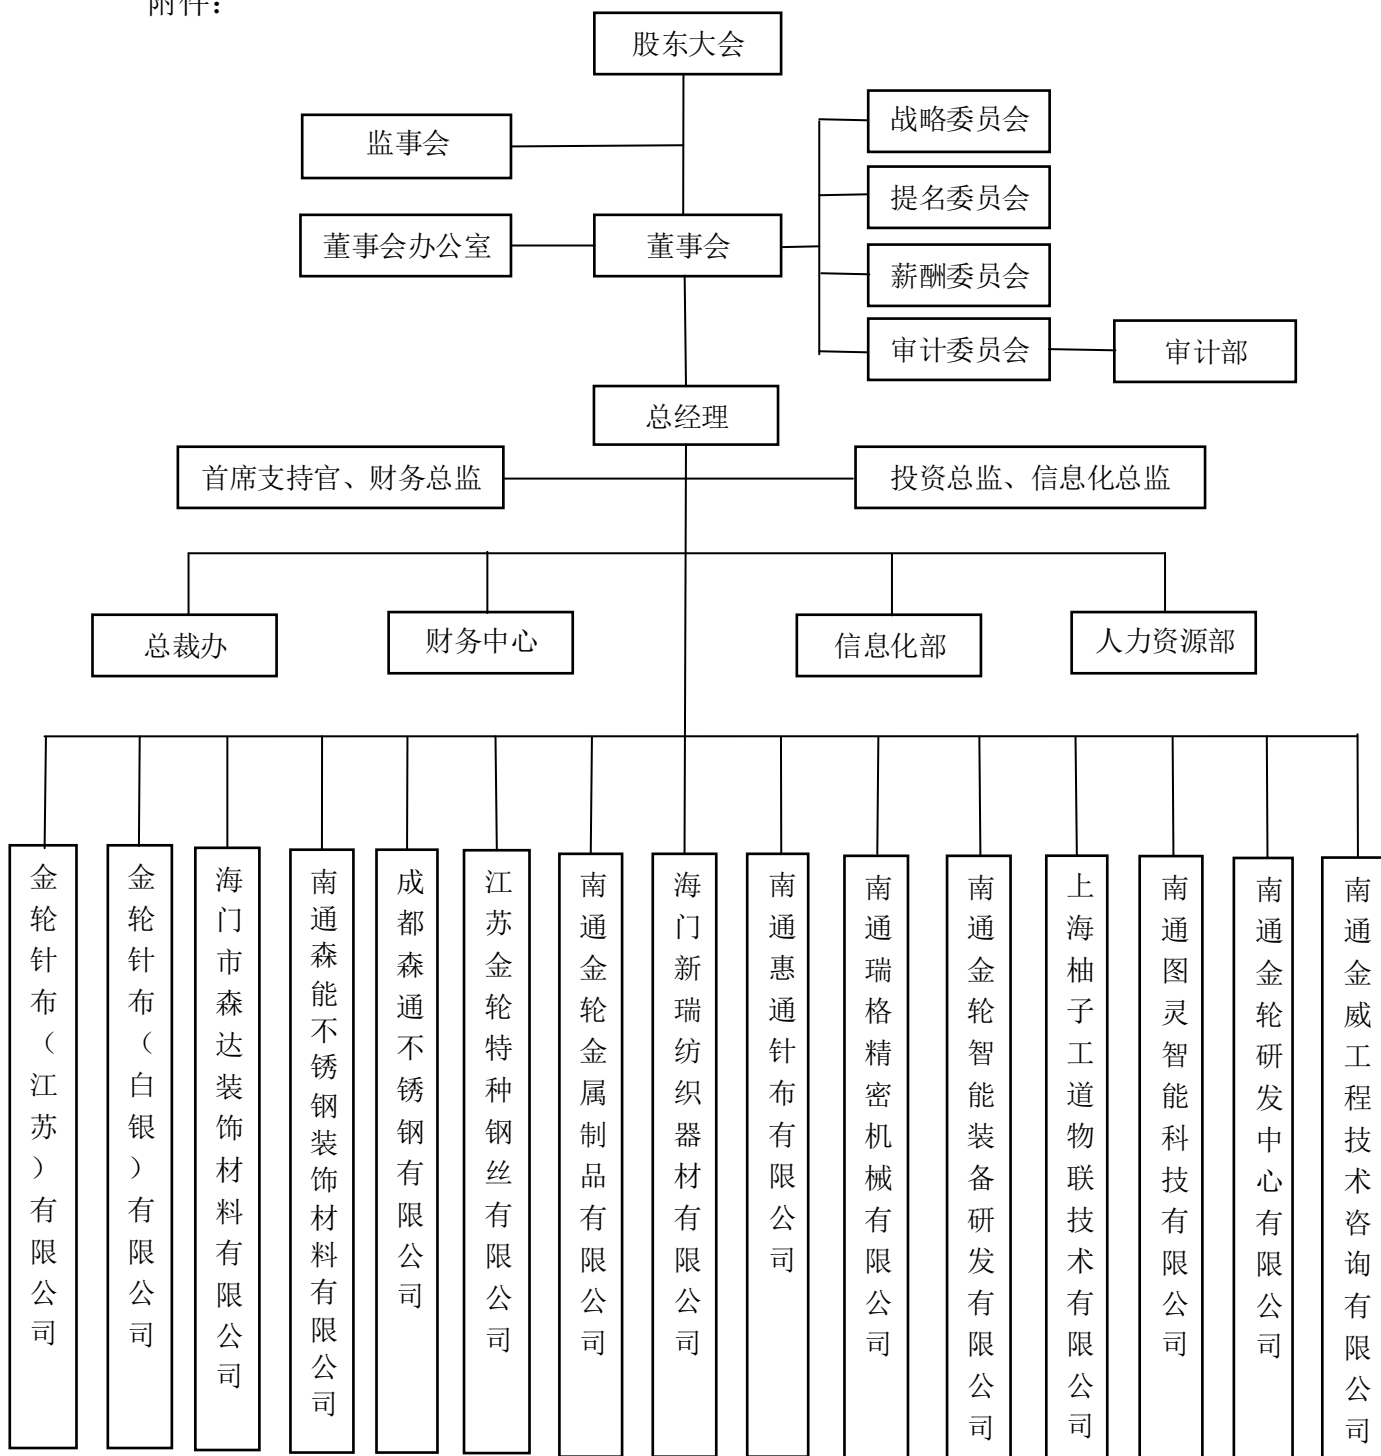 附件：
股东大会
监事会
战略委员会
提名委员会
董事会办公室
董事会
薪酬委员会
审计委员会
审计部
总经理
首席支持官、财务总监
投资总监、信息化总监
总裁办
财务中心
信息化部
人力资源部
金轮针布（江苏）有限公司
金轮针布（白银）有限公司
海门市森达装饰材料有限公司
南通森能不锈钢装饰材料有限公司
成都森通不锈钢有限公司
江苏金轮特种钢丝有限公司
南通金轮金属制品有限公司
海门新瑞纺织器材有限公司
南通惠通针布有限公司
南通瑞格精密机械有限公司
南通金轮智能装备研发有限公司
上海柚子工道物联技术有限公司
南通图灵智能科技有限公司
南通金轮研发中心有限公司
南通金威工程技术咨询有限公司